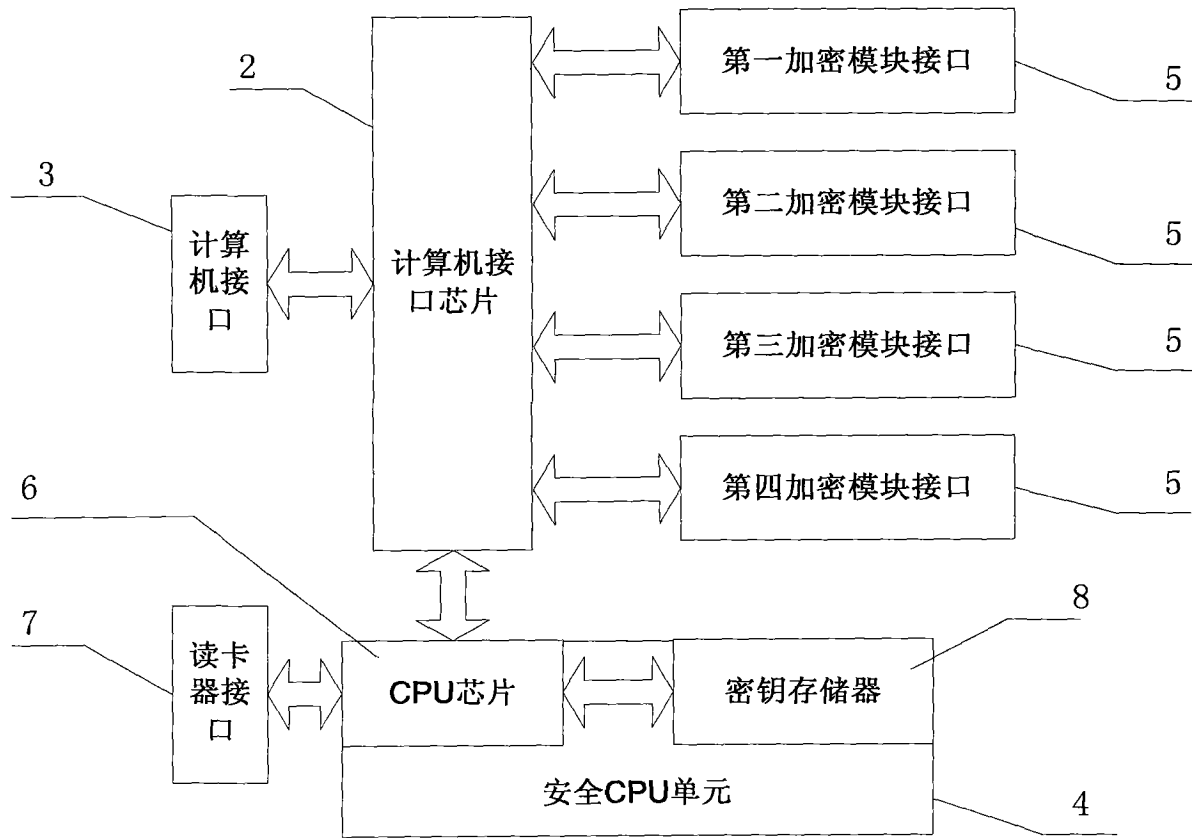 2
第一加密模块接口
5
3
计算
机接
口
计算机接
口芯片
第二加密模块接口
5
第三加密模块接口
5
6
第四加密模块接口
5
7
读卡
器接
口
CPU芯片
密钥存储器
8
安全CPU单元
4